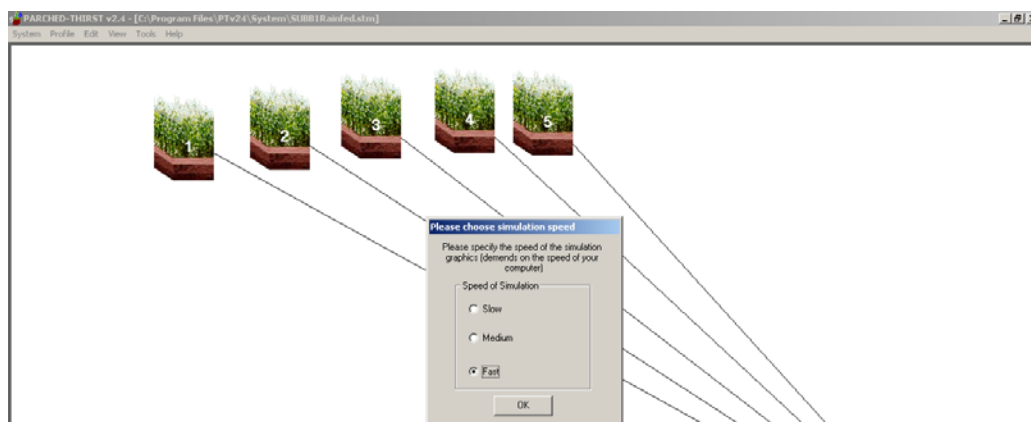 PARCHED-THIRST v2.4 - [C:\Program Files\PTv24\System\SUBB1Rainfed.stm]
System Profile Edit View Tools Help
1
2
3
4
5
Please choose simulation speed
Please specify the speed of the simulation
graphics (demends on the speed of your
computer)
Speed of Simulation
Slow
Medium
Fast
OK